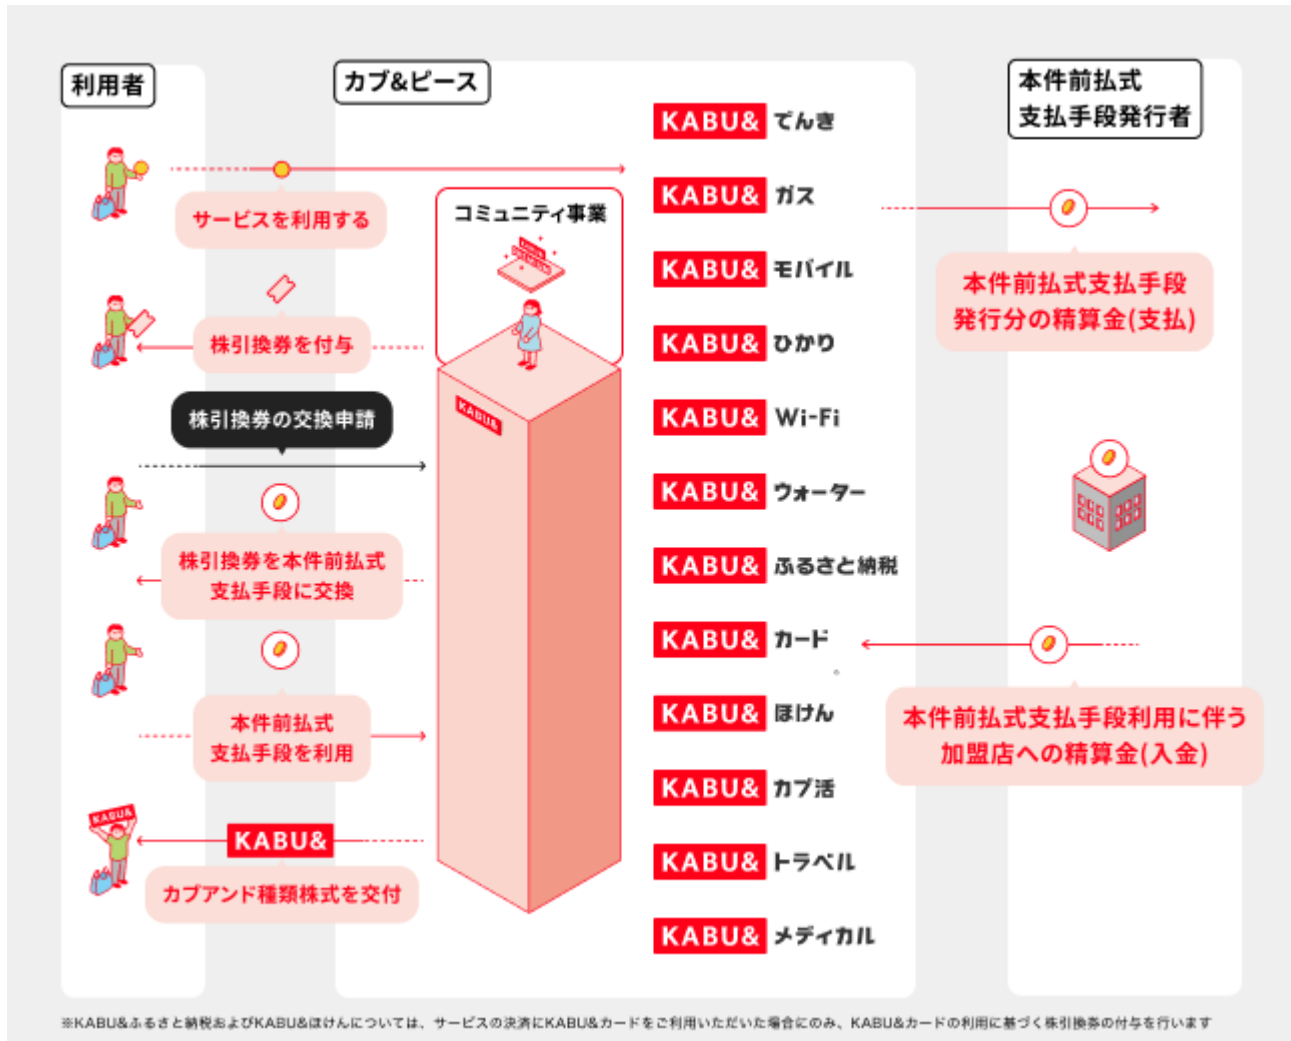 利用者
カブ&ピース
本件前払式
支払手段発行者
サービスを利用する
株引換券を付与
株引換券の交換申請
株引換券を本件前払式
支払手段に交換
本件前払式
支払手段を利用
KABU&
KABU&
カブアンド種類株式を交付
コミュニティ事業
KABU&
KABU& でんき
KABU& ガス
KABU& モバイル
KABU& ひかり
KABU& Wi-Fi
KABU& ウォーター
KABU& ふるさと納税
KABU& カード
KABU& ほけん
KABU& カブ活
KABU& トラベル
KABU& メディカル
本件前払式支払手段
発行分の精算金(支払)
本件前払式支払手段利用に伴う
加盟店への精算金(入金)
※KABU&ふるさと納税およびKABU&ほけんについては、サービスの決済にKABU&カードをご利用いただいた場合にのみ、KABU&カードの利用に基づく株引換券の付与を行います